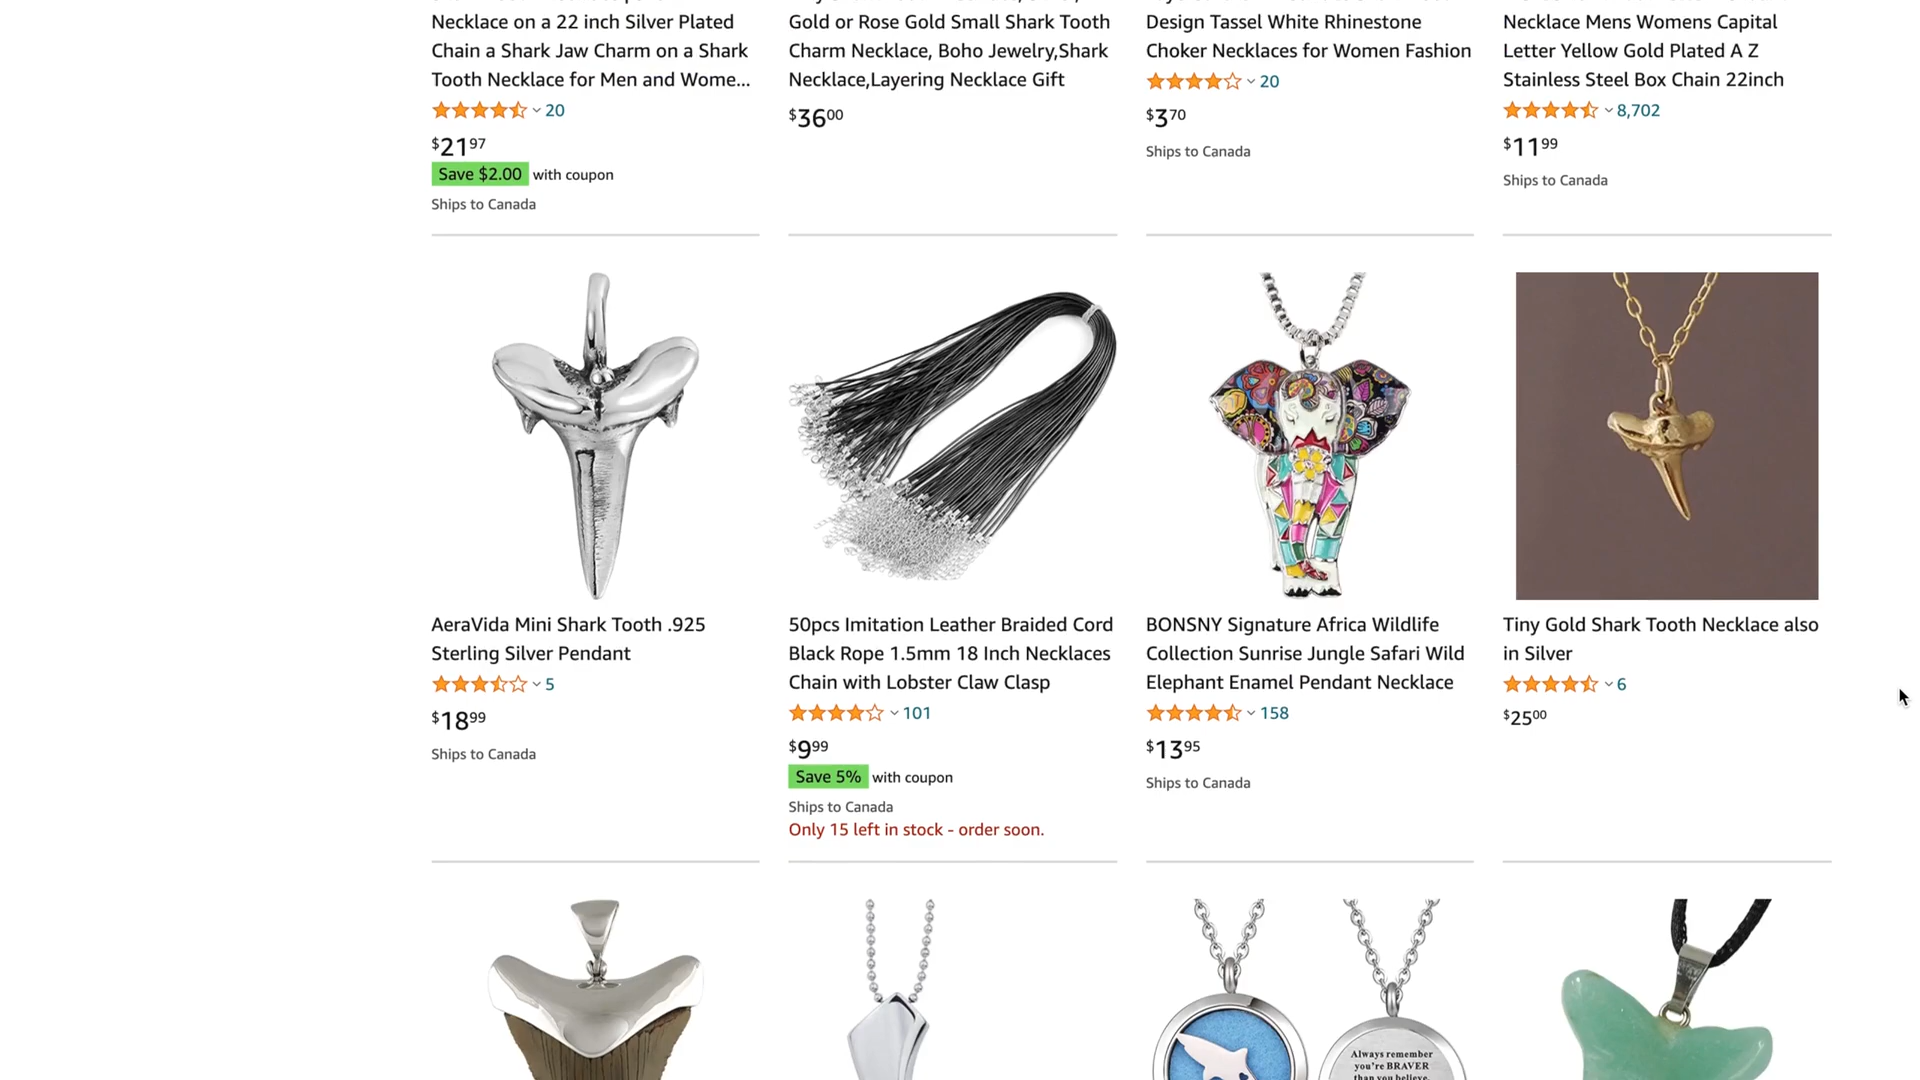 Necklace on a 22 inch Silver Plated
Chain a Shark Jaw Charm on a Shark
Tooth Necklace for Men and Wome...
20
$21.97
Save $2.00 with coupon
Ships to Canada
Gold or Rose Gold Small Shark Tooth
Charm Necklace, Boho Jewelry,Shark
Necklace,Layering Necklace Gift
$36.00
Design Tassel White Rhinestone
Choker Necklaces for Women Fashion
20
$3.70
Ships to Canada
Necklace Mens Womens Capital
Letter Yellow Gold Plated A Z
Stainless Steel Box Chain 22inch
8,702
$11.99
Ships to Canada
AeraVida Mini Shark Tooth .925
Sterling Silver Pendant
5
$18.99
Ships to Canada
50pcs Imitation Leather Braided Cord
Black Rope 1.5mm 18 Inch Necklaces
Chain with Lobster Claw Clasp
101
$9.99
Save 5% with coupon
Ships to Canada
Only 15 left in stock - order soon.
BONSNY Signature Africa Wildlife
Collection Sunrise Jungle Safari Wild
Elephant Enamel Pendant Necklace
158
$13.95
Ships to Canada
Tiny Gold Shark Tooth Necklace also
in Silver
6
$25.00
Always remember
you're BRAVER
than you believe,